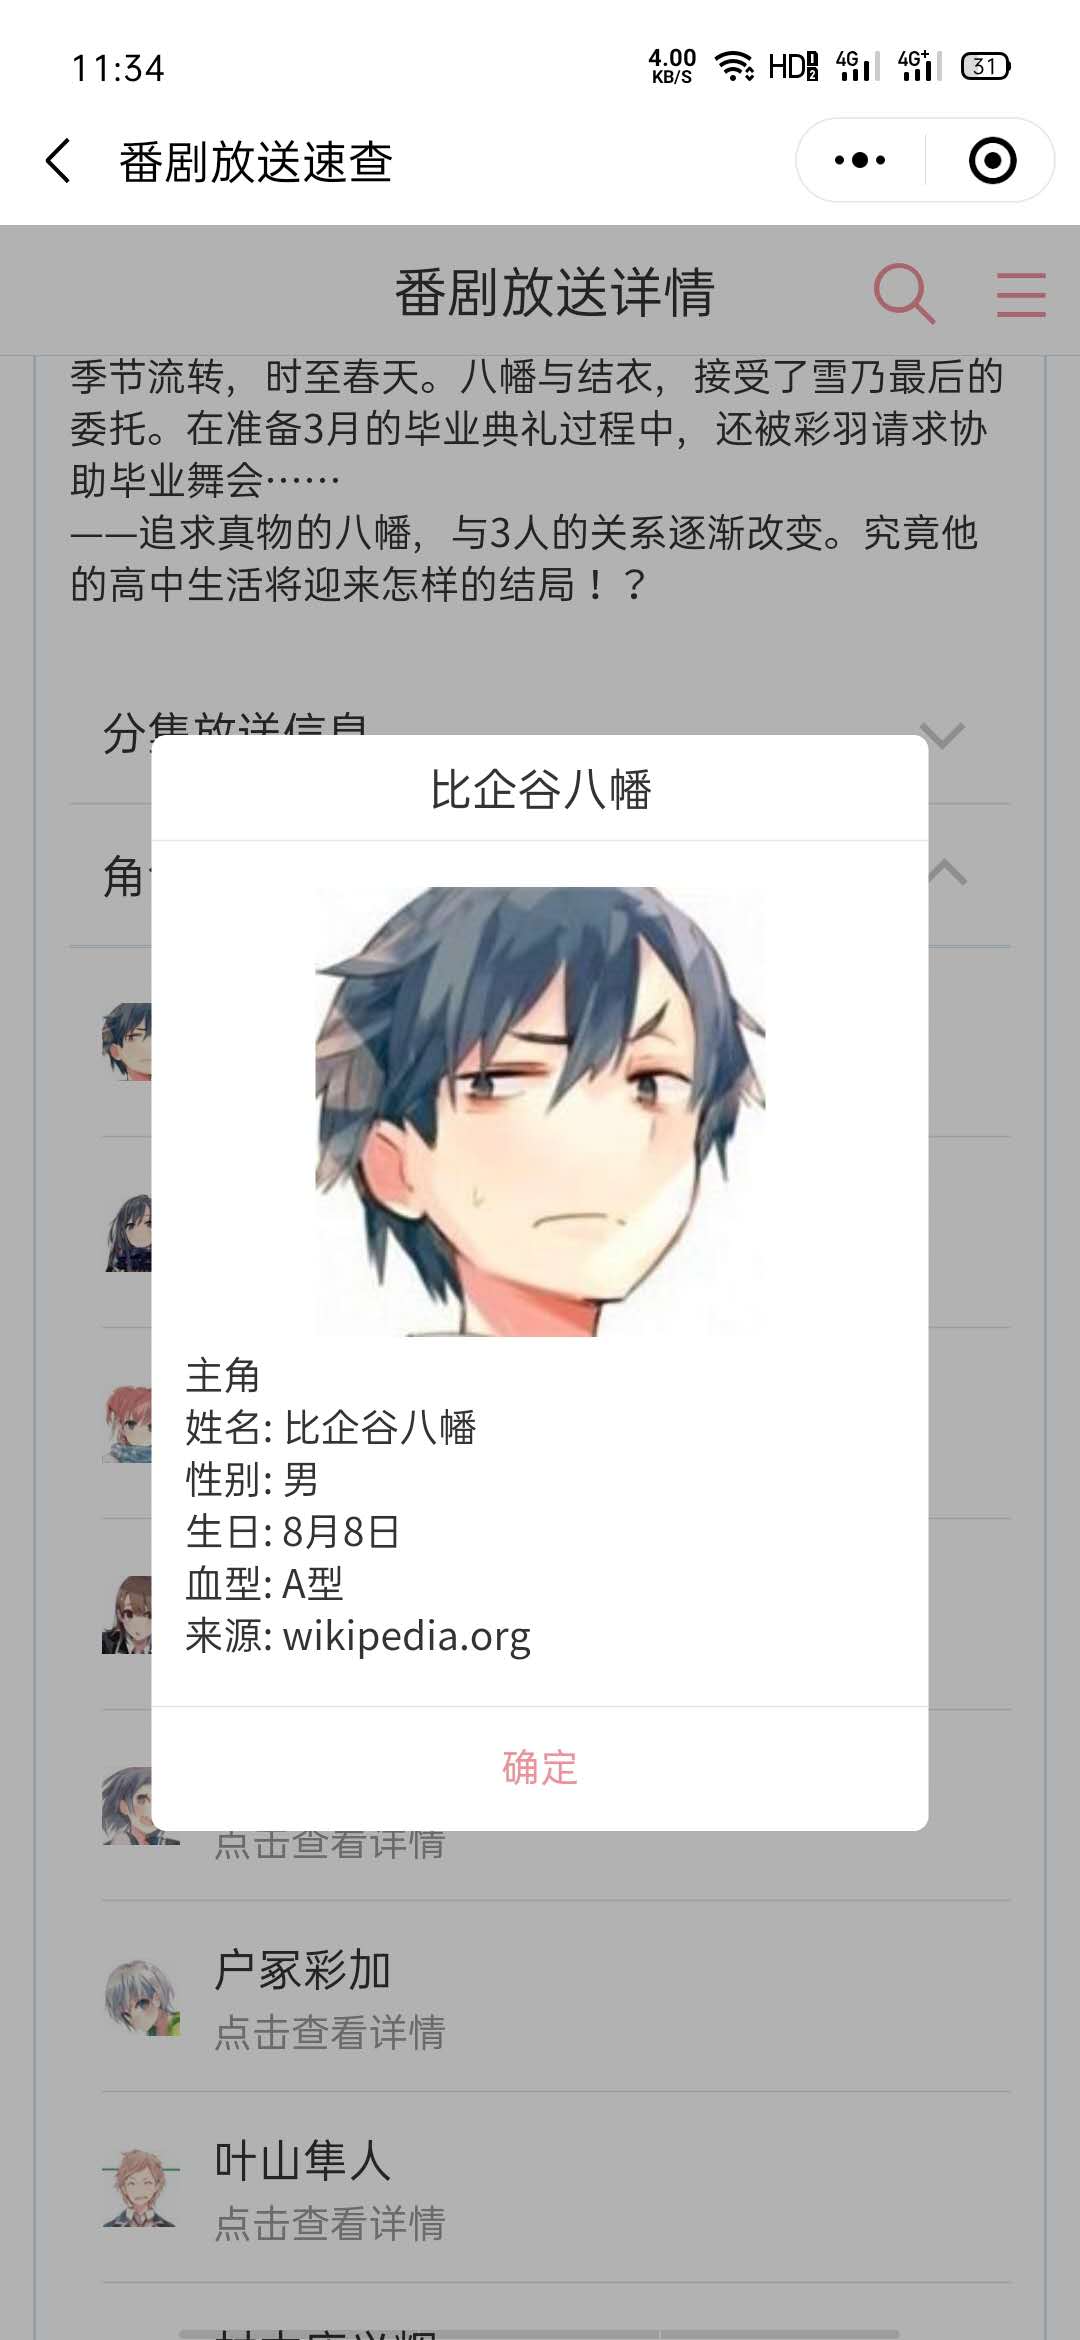 11:34
4.00 KB/S HD 1 2 4G 4G+ 31
番剧放送速查
番剧放送详情
季节流转，时至春天。八幡与结衣，接受了雪乃最后的
委托。在准备3月的毕业典礼过程中，还被彩羽请求协
助毕业舞会……
——追求真物的八幡，与3人的关系逐渐改变。究竟他
的高中生活将迎来怎样的结局！？
分集放送信息
角
比企谷八幡
主角
姓名: 比企谷八幡
性别: 男
生日: 8月8日
血型: A型
来源: wikipedia.org
确定
点击查看详情
户冢彩加
点击查看详情
叶山隼人
点击查看详情